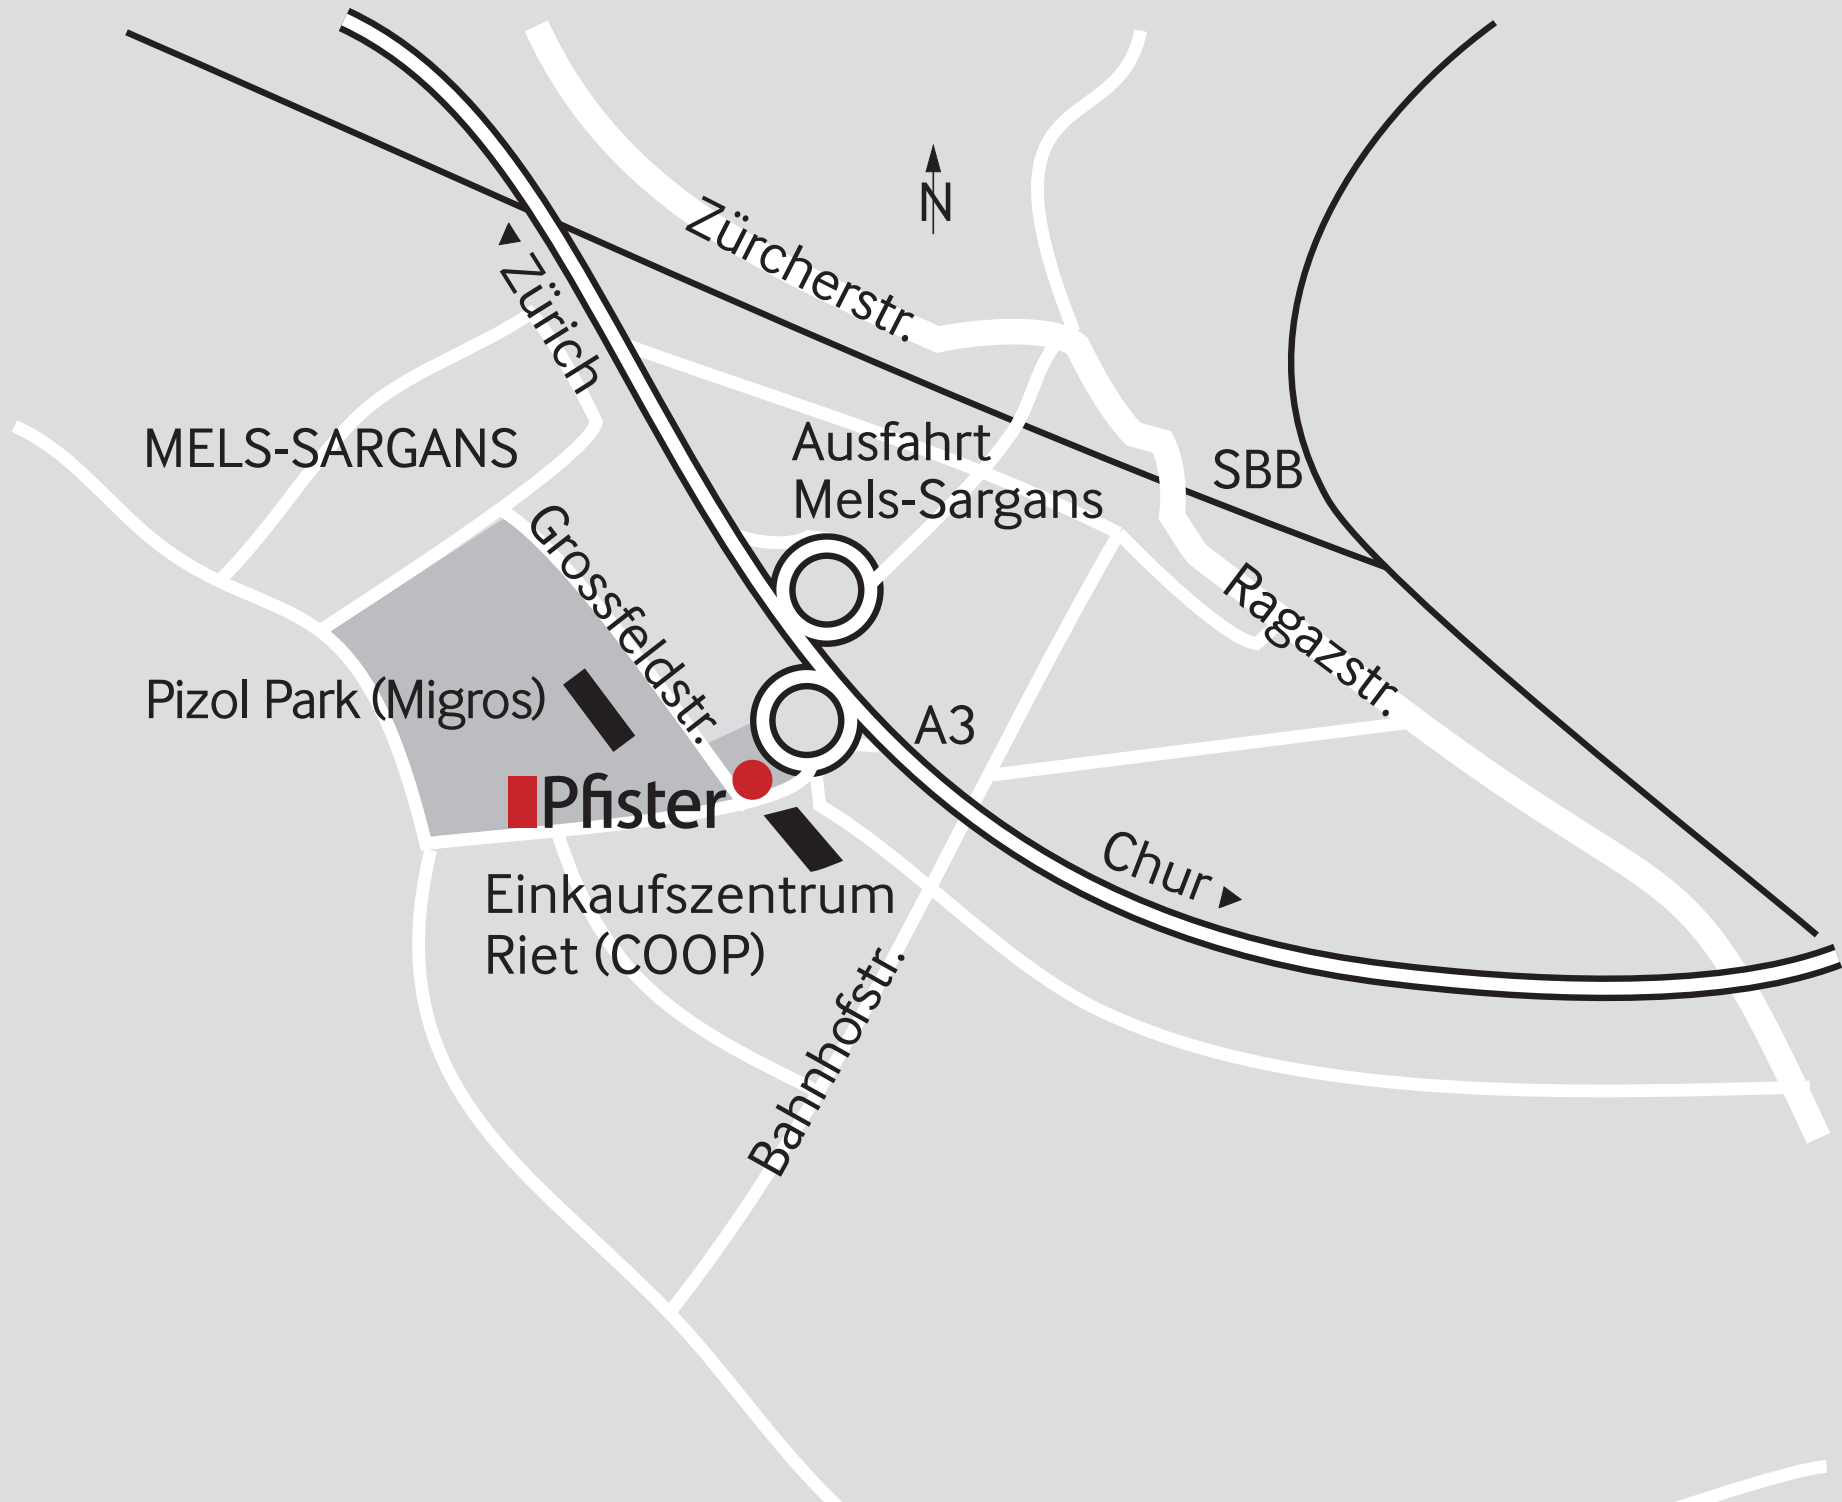 N
Zürcherstr.
Zürich
MELS-SARGANS
Ausfahrt
Mels-Sargans
SBB
Grossfeldstr.
Ragazstr.
Pizol Park (Migros)
A3
Pfister
Chur
Einkaufszentrum
Riet (COOP)
Bahnhofstr.